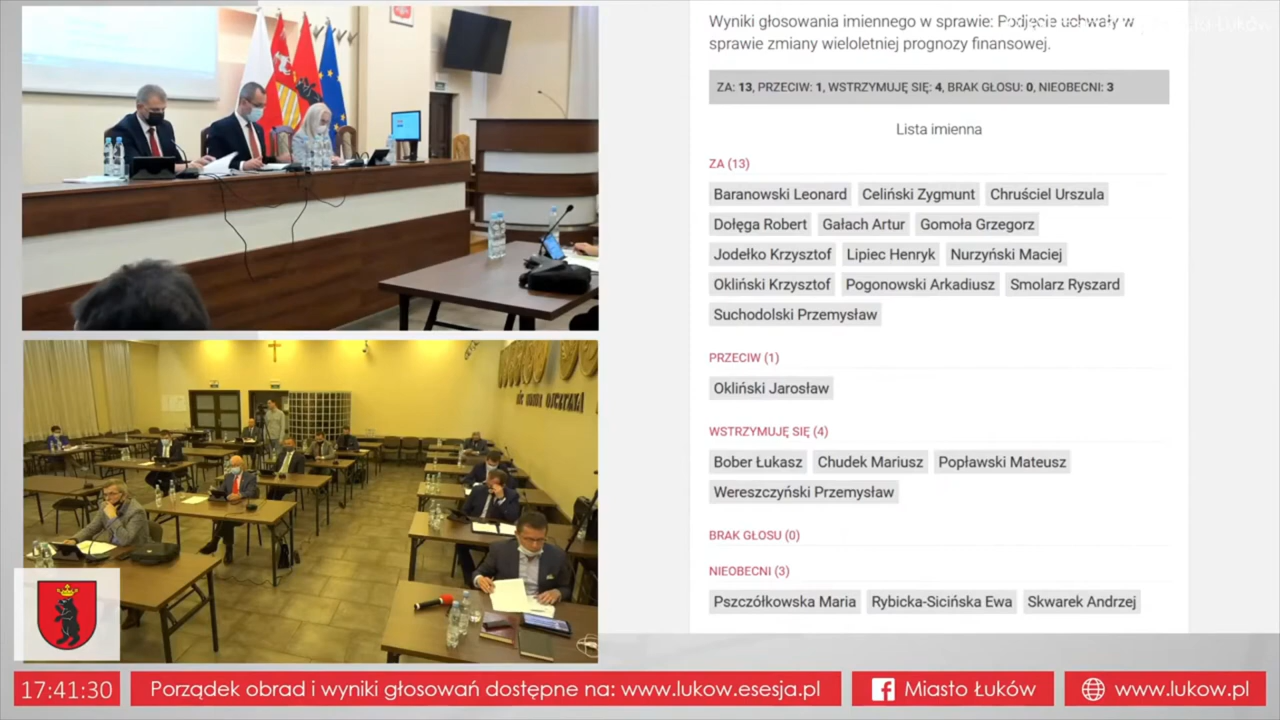 Wyniki głosowania imiennego w sprawie: Podjęcie uchwały w
sprawie zmiany wieloletniej prognozy finansowej.
ZA: 13, PRZECIW: 1, WSTRZYMUJĘ SIĘ: 4, BRAK GŁOSU: 0, NIEOBECNI: 3
Lista imienna
ZA (13)
Baranowski Leonard Celiński Zygmunt Chruściel Urszula
Dołęga Robert Gałach Artur Gomoła Grzegorz
Jodełko Krzysztof Lipiec Henryk Nurzyński Maciej
Okliński Krzysztof Pogonowski Arkadiusz Smolarz Ryszard
Suchodolski Przemysław
PRZECIW (1)
Okliński Jarosław
WSTRZYMUJĘ SIĘ (4)
Bober Łukasz Chudek Mariusz Popławski Mateusz
Wereszczyński Przemysław
BRAK GŁOSU (0)
NIEOBECNI (3)
Pszczółkowska Maria Rybicka-Sicińska Ewa Skwarek Andrzej
17:41:30
Porządek obrad i wyniki głosowań dostępne na: www.lukow.esesja.pl
Miasto Łuków
www.lukow.pl